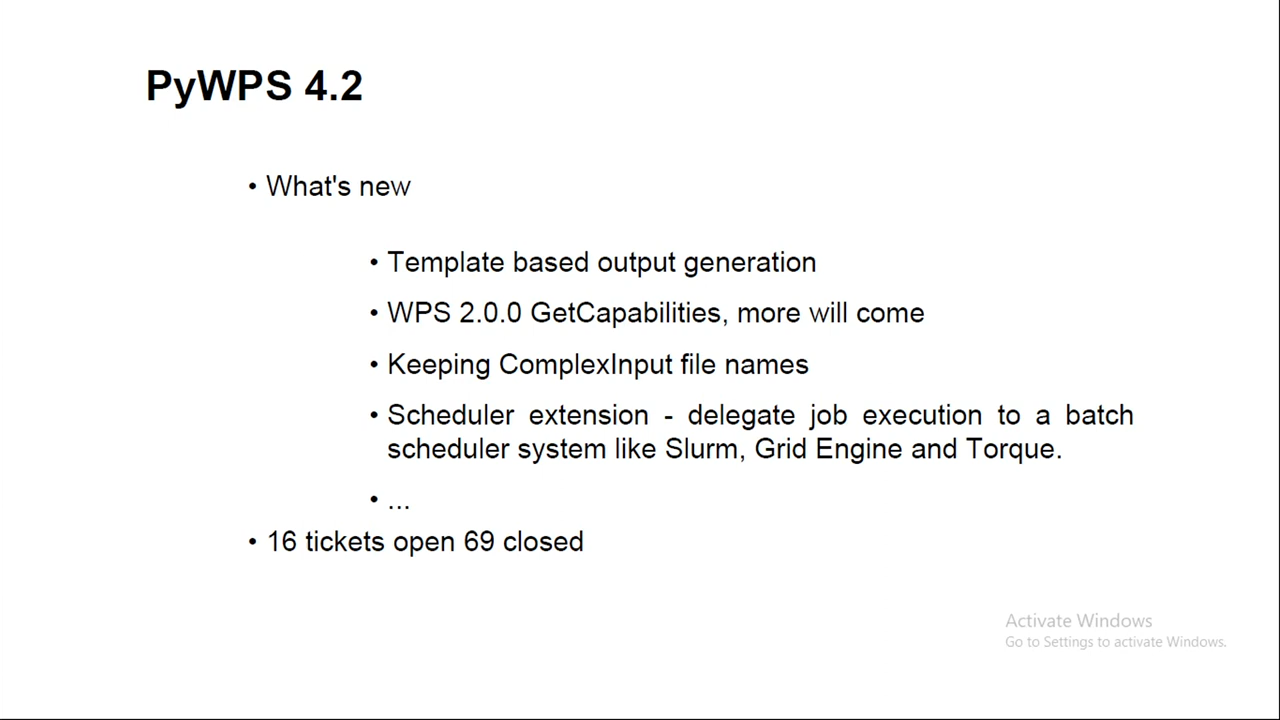 PyWPS 4.2
• What's new
• Template based output generation
• WPS 2.0.0 GetCapabilities, more will come
• Keeping ComplexInput file names
• Scheduler extension - delegate job execution to a batch
scheduler system like Slurm, Grid Engine and Torque.
• ...
• 16 tickets open 69 closed
Activate Windows
Go to Settings to activate Windows.